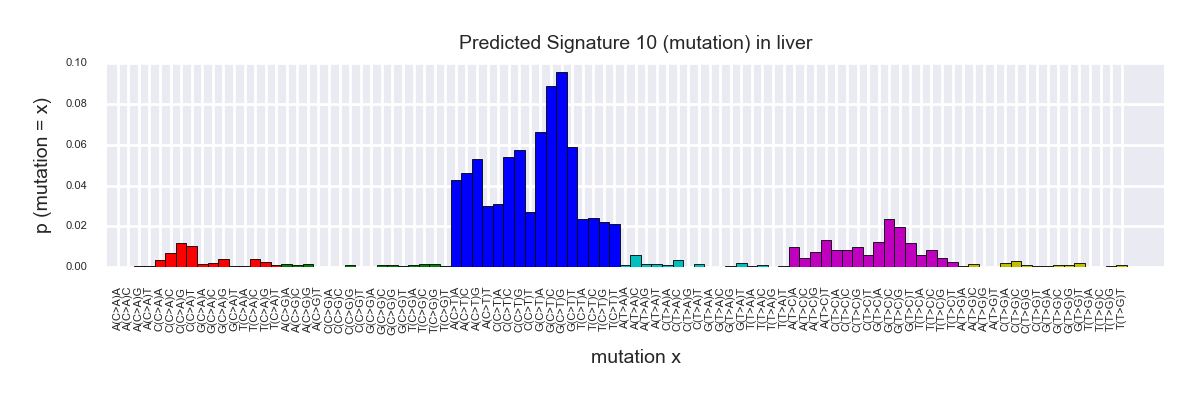 Predicted Signature 10 (mutation) in liver
p (mutation = x)
0.10
0.08
0.06
0.04
0.02
0.00
A(C>A)A
A(C>A)C
A(C>A)G
A(C>A)T
C(C>A)A
C(C>A)C
C(C>A)G
C(C>A)T
G(C>A)A
G(C>A)C
G(C>A)G
G(C>A)T
T(C>A)A
T(C>A)C
T(C>A)G
T(C>A)T
A(C>G)A
A(C>G)C
A(C>G)G
A(C>G)T
C(C>G)A
C(C>G)C
C(C>G)G
C(C>G)T
G(C>G)A
G(C>G)C
G(C>G)G
G(C>G)T
T(C>G)A
T(C>G)C
T(C>G)G
T(C>G)T
A(C>T)A
A(C>T)C
A(C>T)G
A(C>T)T
C(C>T)A
C(C>T)C
C(C>T)G
C(C>T)T
G(C>T)A
G(C>T)C
G(C>T)G
G(C>T)T
T(C>T)A
T(C>T)C
T(C>T)G
T(C>T)T
A(T>A)A
A(T>A)C
A(T>A)G
A(T>A)T
C(T>A)A
C(T>A)C
C(T>A)G
C(T>A)T
G(T>A)A
G(T>A)C
G(T>A)G
G(T>A)T
T(T>A)A
T(T>A)C
T(T>A)G
T(T>A)T
A(T>C)A
A(T>C)C
A(T>C)G
A(T>C)T
C(T>C)A
C(T>C)C
C(T>C)G
C(T>C)T
G(T>C)A
G(T>C)C
G(T>C)G
G(T>C)T
T(T>C)A
T(T>C)C
T(T>C)G
T(T>C)T
A(T>G)A
A(T>G)C
A(T>G)G
A(T>G)T
C(T>G)A
C(T>G)C
C(T>G)G
C(T>G)T
G(T>G)A
G(T>G)C
G(T>G)G
G(T>G)T
T(T>G)A
T(T>G)C
T(T>G)G
T(T>G)T
mutation x